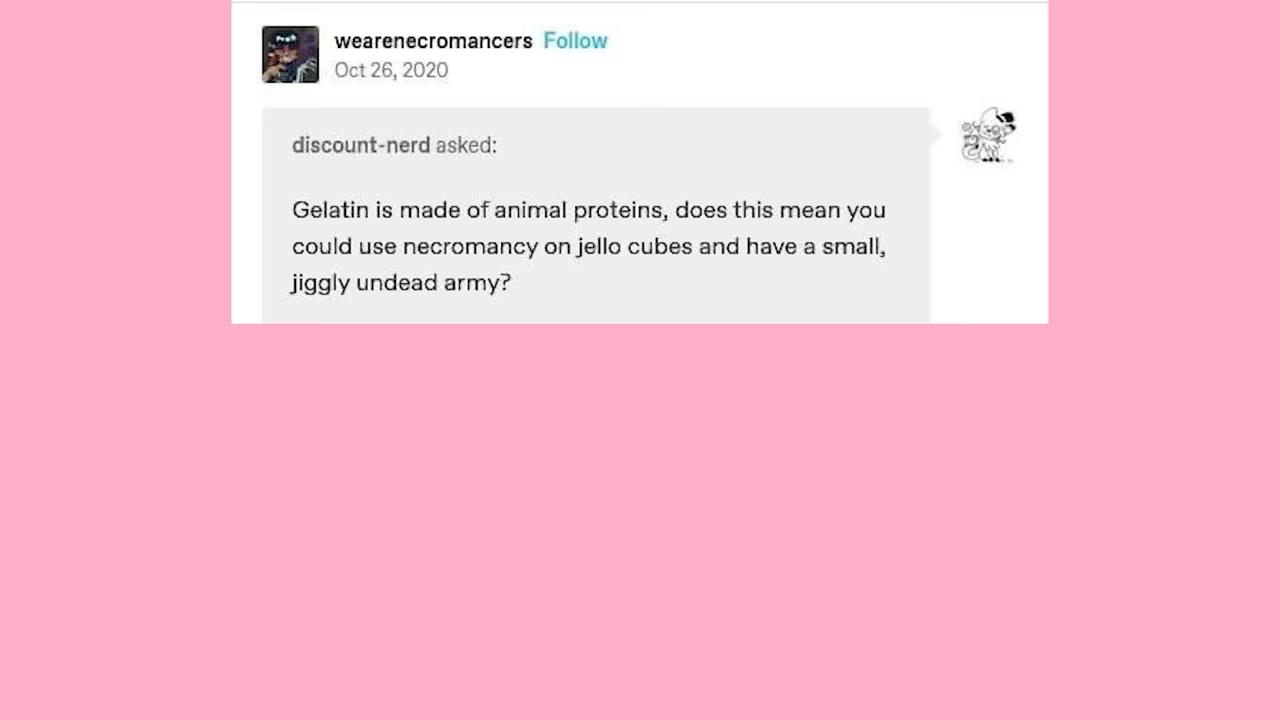 wearenecromancers Follow
Oct 26, 2020
discount-nerd asked:
Gelatin is made of animal proteins, does this mean you
could use necromancy on jello cubes and have a small,
jiggly undead army?